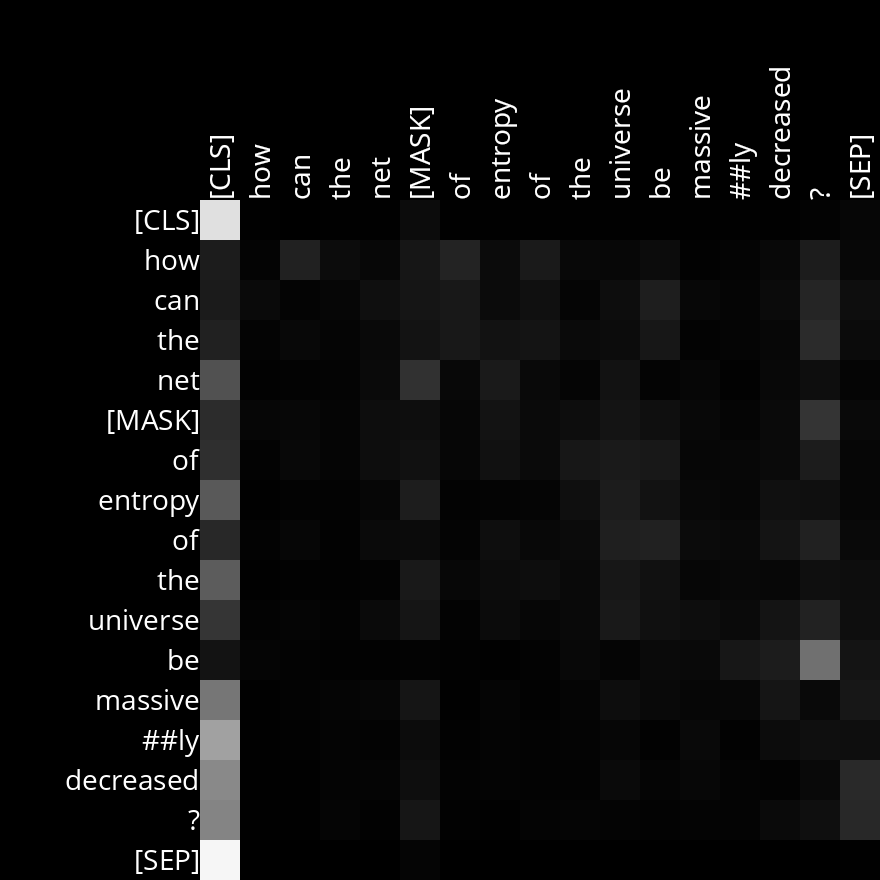 [CLS] how can the net [MASK] of entropy of the universe be massive ##ly decreased ? [SEP]
[CLS]
how
can
the
net
[MASK]
of
entropy
of
the
universe
be
massive
##ly
decreased
?
[SEP]